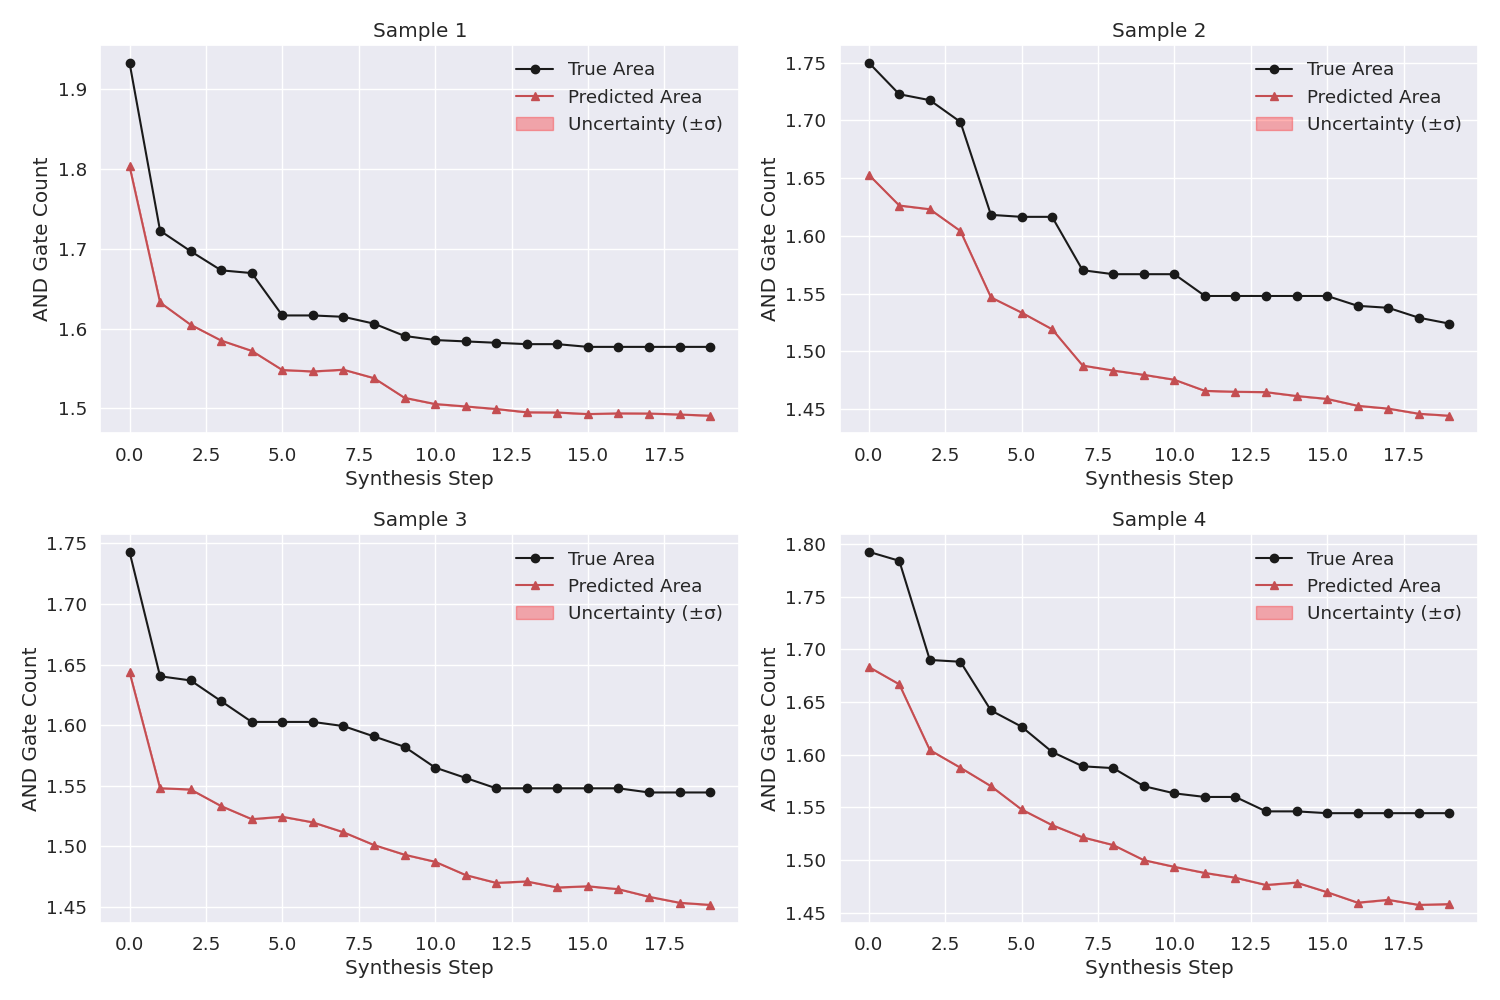 Sample 1
AND Gate Count
1.9
1.8
1.7
1.6
1.5
True Area
Predicted Area
Uncertainty (±σ)
0.0 2.5 5.0 7.5 10.0 12.5 15.0 17.5
Synthesis Step
Sample 2
AND Gate Count
1.75
1.70
1.65
1.60
1.55
1.50
1.45
True Area
Predicted Area
Uncertainty (±σ)
0.0 2.5 5.0 7.5 10.0 12.5 15.0 17.5
Synthesis Step
Sample 3
AND Gate Count
1.75
1.70
1.65
1.60
1.55
1.50
1.45
True Area
Predicted Area
Uncertainty (±σ)
0.0 2.5 5.0 7.5 10.0 12.5 15.0 17.5
Synthesis Step
Sample 4
AND Gate Count
1.80
1.75
1.70
1.65
1.60
1.55
1.50
1.45
True Area
Predicted Area
Uncertainty (±σ)
0.0 2.5 5.0 7.5 10.0 12.5 15.0 17.5
Synthesis Step